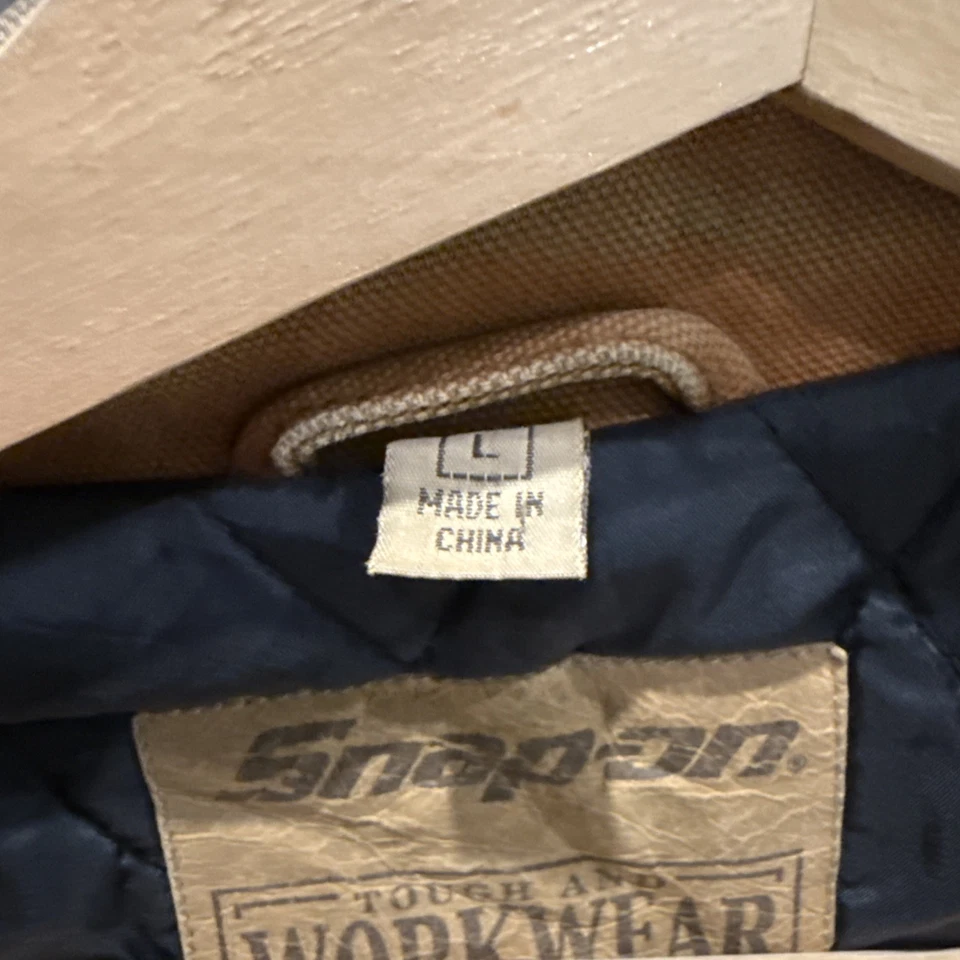 L
MADE IN
CHINA
Snap-on®
TOUGH AND
WORKWEAR